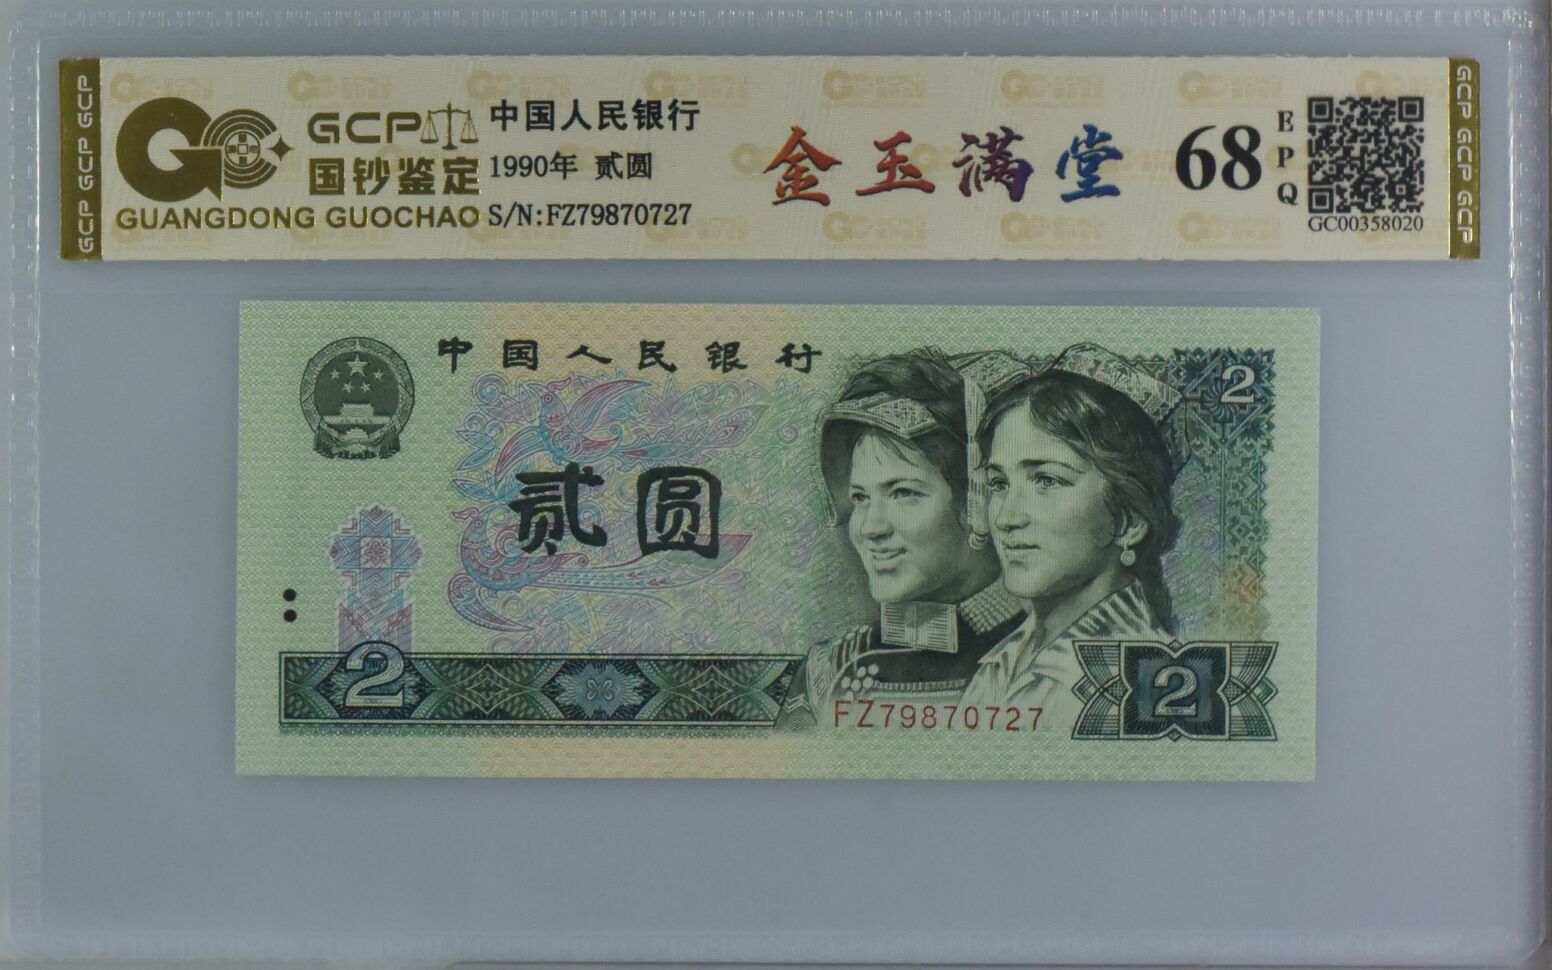 GCP GCP GCP
GCP
国钞鉴定
GUANGDONG GUOCHAO
中国人民银行
1990年 贰圆
S/N:FZ79870727
金玉满堂
68
EPQ
GC00358020
GCP GCP GCP
中国人民银行
2
贰圆
2
FZ79870727
2